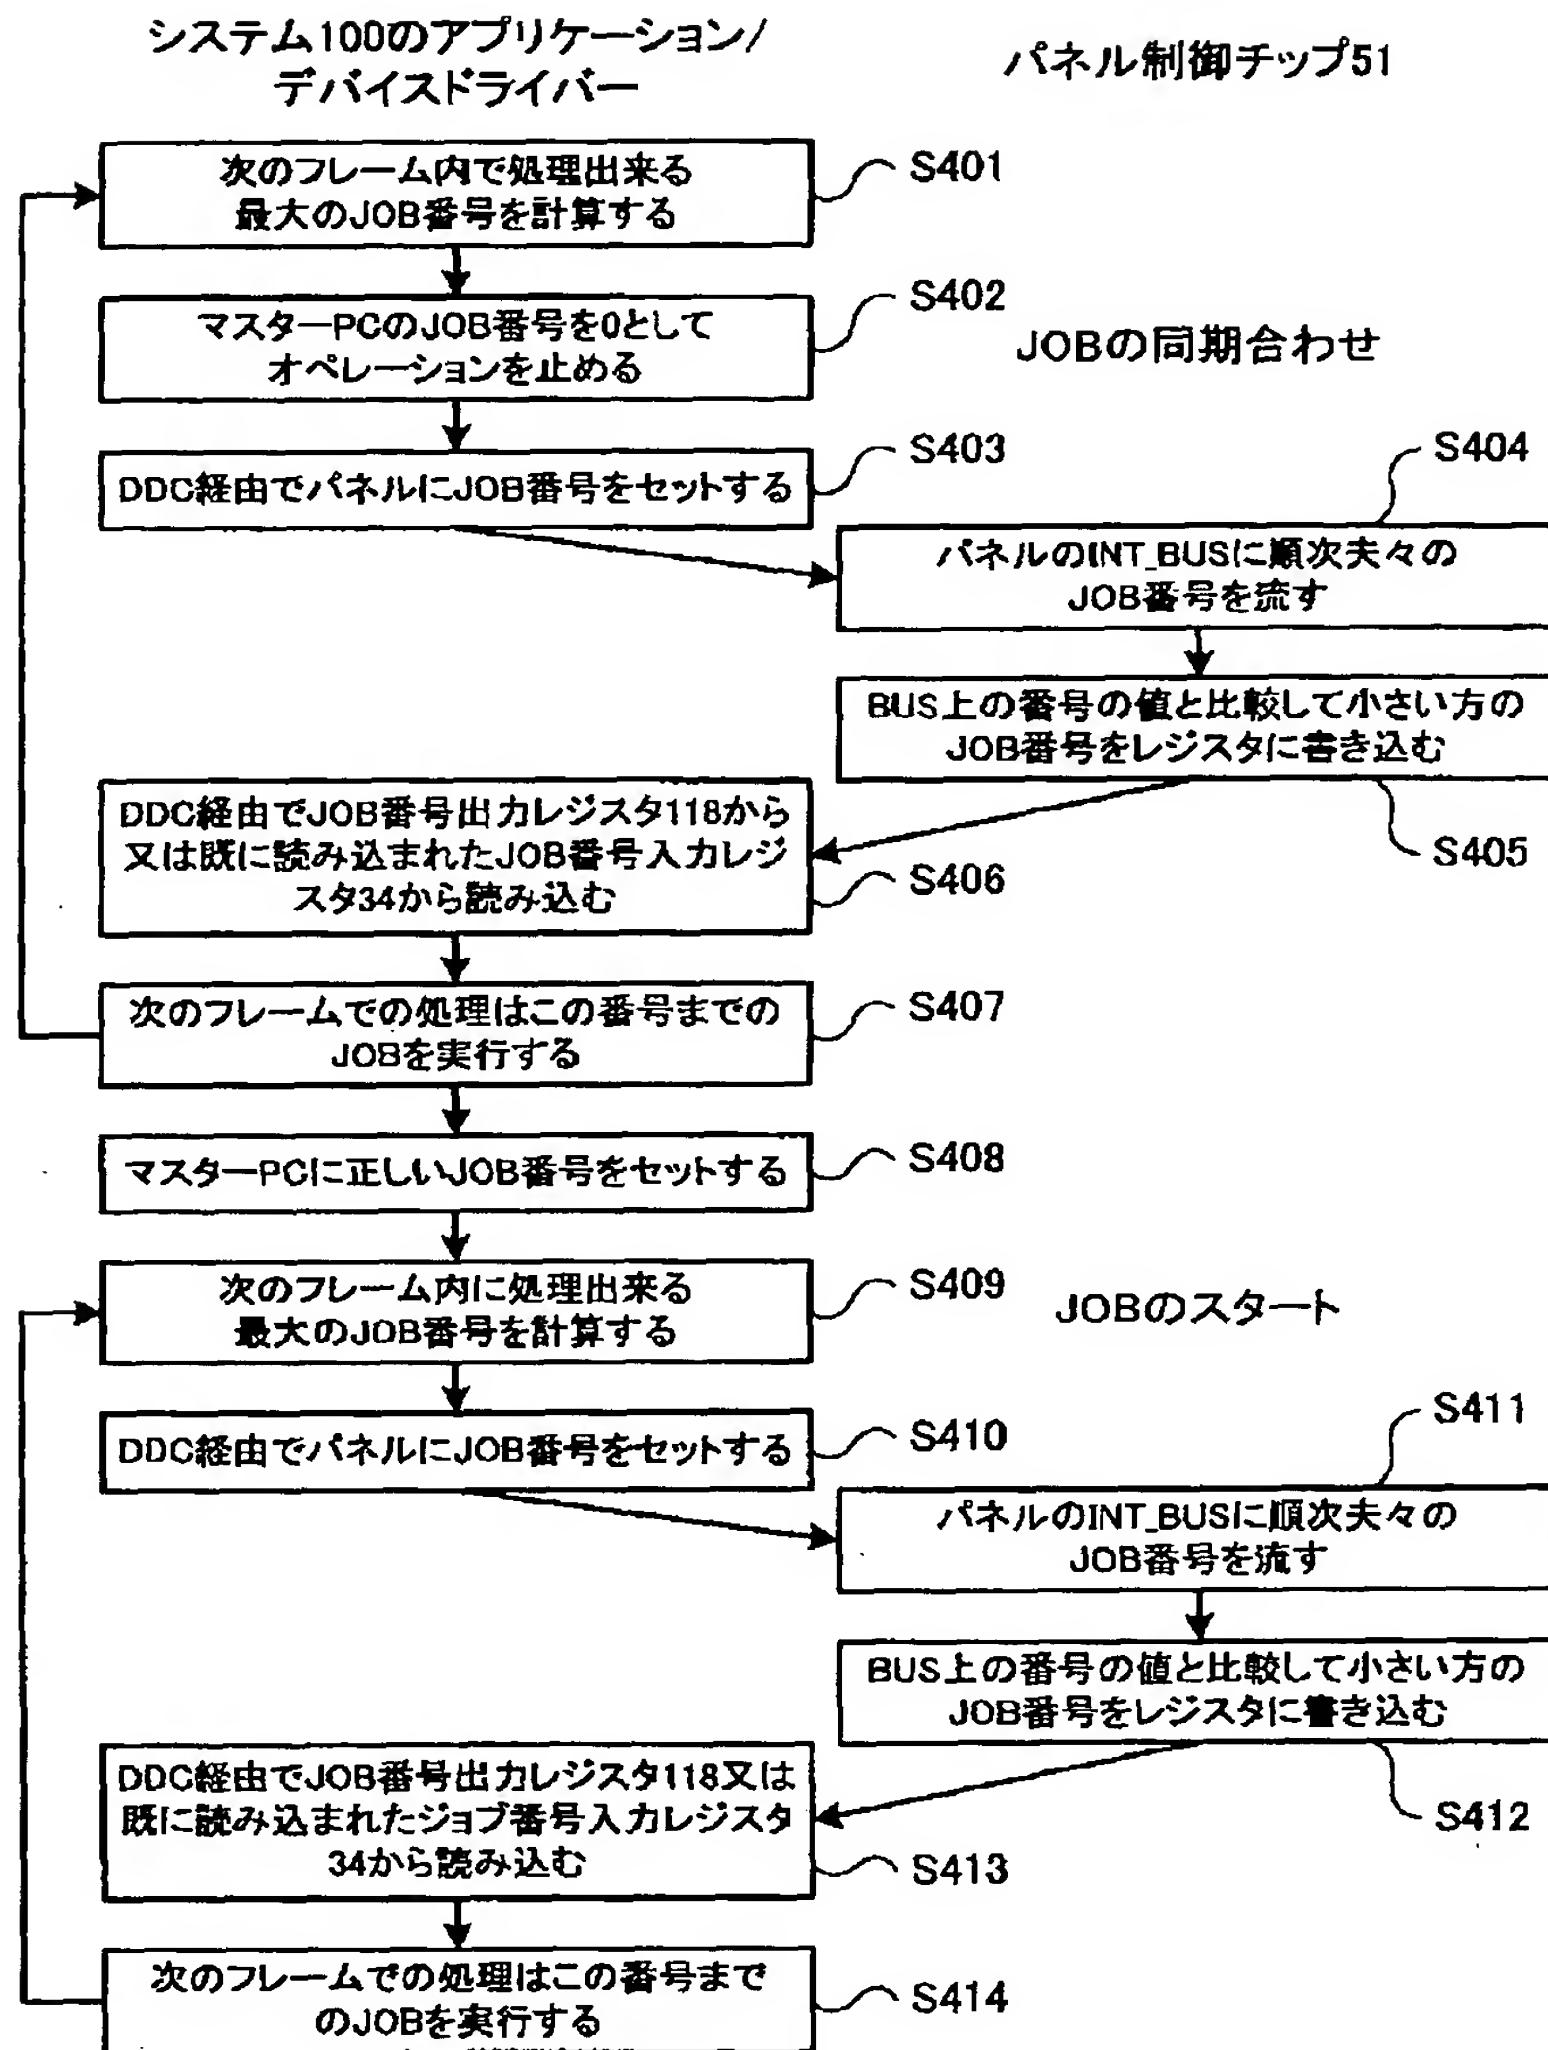 システム100のアプリケーション/
デバイスドライバー
パネル制御チップ51
次のフレーム内で処理出来る
最大のJOB番号を計算する
S401
マスターPCのJOB番号を0として
オペレーションを止める
S402
JOBの同期合わせ
DDC経由でパネルにJOB番号をセットする
S403
S404
パネルのINT_BUSに順次夫々の
JOB番号を流す
BUS上の番号の値と比較して小さい方の
JOB番号をレジスタに書き込む
S405
DDC経由でJOB番号出力レジスタ118から
又は既に読み込まれたJOB番号入力レジ
スタ34から読み込む
S406
次のフレームでの処理はこの番号までの
JOBを実行する
S407
マスターPCに正しいJOB番号をセットする
S408
次のフレーム内に処理出来る
最大のJOB番号を計算する
S409
JOBのスタート
DDC経由でパネルにJOB番号をセットする
S410
S411
パネルのINT_BUSに順次夫々の
JOB番号を流す
BUS上の番号の値と比較して小さい方の
JOB番号をレジスタに書き込む
S412
DDC経由でJOB番号出力レジスタ118又は
既に読み込まれたジョブ番号入力レジスタ
34から読み込む
S413
次のフレームでの処理はこの番号まで
のJOBを実行する
S414